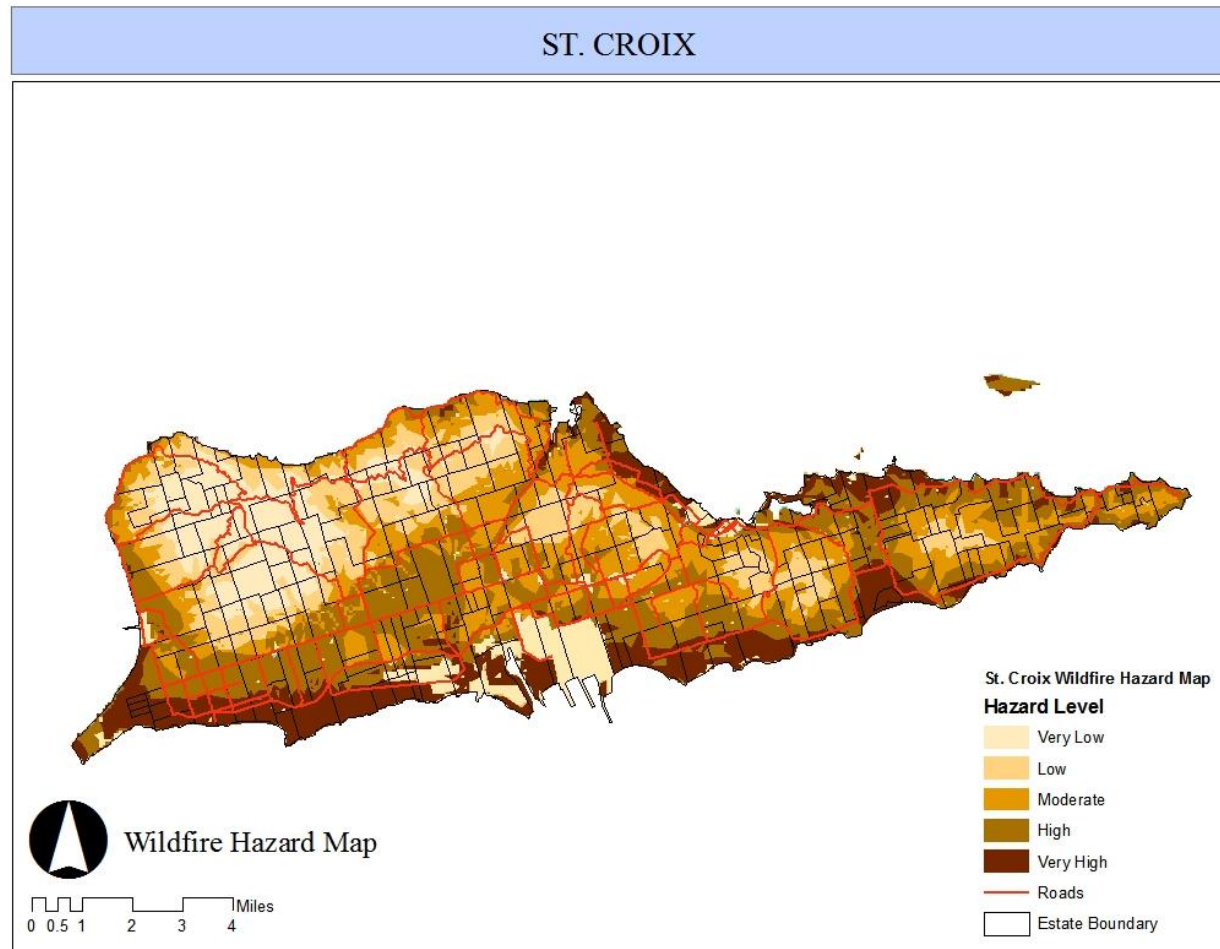 ST. CROIX
St. Croix Wildfire Hazard Map
Hazard Level
Very Low
Low
Moderate
High
Very High
Roads
Estate Boundary
Wildfire Hazard Map
Miles
0 0.5 1 2 3 4